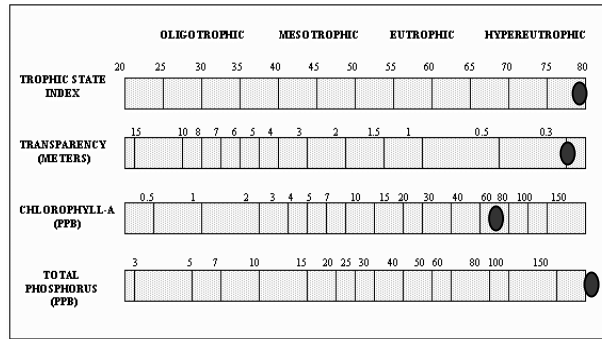 OLIGOTROPHIC MESOTROPHIC EUTROPHIC HYPEREUTROPHIC
20 25 30 35 40 45 50 55 60 65 70 75 80
TROPHIC STATE
INDEX
15 10 8 7 6 5 4 3 2 1.5 1 0.5 0.3
TRANSPARENCY
(METERS)
0.5 1 2 3 4 5 7 10 15 20 30 40 60 80 100 150
CHLOROPHYLL-A
(PPB)
3 5 7 10 15 20 25 30 40 50 60 80 100 150
TOTAL
PHOSPHORUS
(PPB)